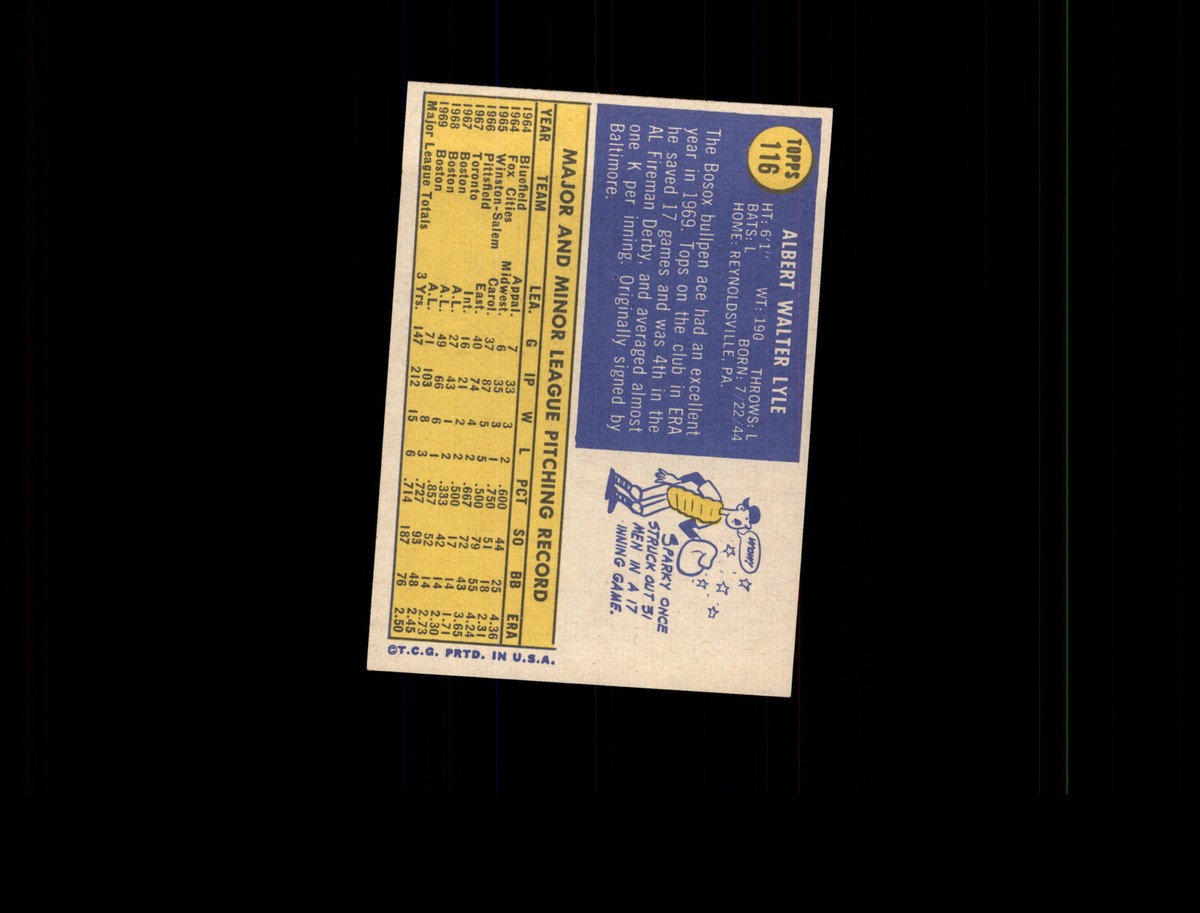 TOPPS
116
ALBERT WALTER LYLE
HT: 6'1" WT: 190 THROWS: L
BATS: L BORN: 7/22/44
HOME: REYNOLDSVILLE, PA.
The Bosox bullpen ace had an excellent
year in 1969. Tops on the club in ERA
he saved 17 games and was 4th in the
AL Fireman Derby, and averaged almost
one K per inning. Originally signed by
Baltimore.
WOW!
SPARKY ONCE
STRUCK OUT 31
MEN IN A 17
INNING GAME.
MAJOR AND MINOR LEAGUE PITCHING RECORD
YEAR TEAM LEA. G IP W L PCT SO BB ERA
1964 Bluefield Appal. 7 33 3 2 .600 44 25 4.36
1964 Fox Cities Midwest. 6 35 3 1 .750 51 18 2.31
1965 Winston-Salem Carol. 37 87 5 5 .500 79 55 4.24
1966 Pittsfield East. 40 74 4 2 .667 72 43 3.65
1967 Toronto Int. 16 21 2 2 .500 17 14 1.71
1967 Boston A.L. 27 43 1 2 .333 42 14 2.30
1968 Boston A.L. 49 66 6 1 .857 52 14 2.73
1969 Boston A.L. 71 103 8 3 .727 93 48 2.45
Major League Totals 3 Yrs. 147 212 15 6 .714 187 76 2.50
©T.C.G. PRTD. IN U.S.A.